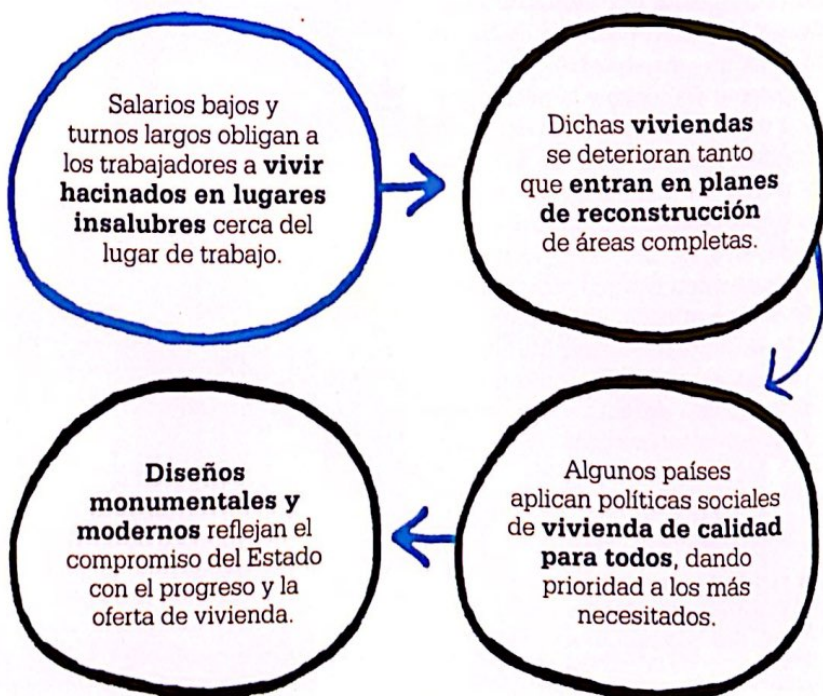 Salarios bajos y
turnos largos obligan a
los trabajadores a vivir
hacinados en lugares
insalubres cerca del
lugar de trabajo.
Dichas viviendas
se deterioran tanto
que entran en planes
de reconstrucción
de áreas completas.
Algunos países
aplican políticas sociales
de vivienda de calidad
para todos, dando
prioridad a los más
necesitados.
Diseños
monumentales y
modernos reflejan el
compromiso del Estado
con el progreso y la
oferta de vivienda.